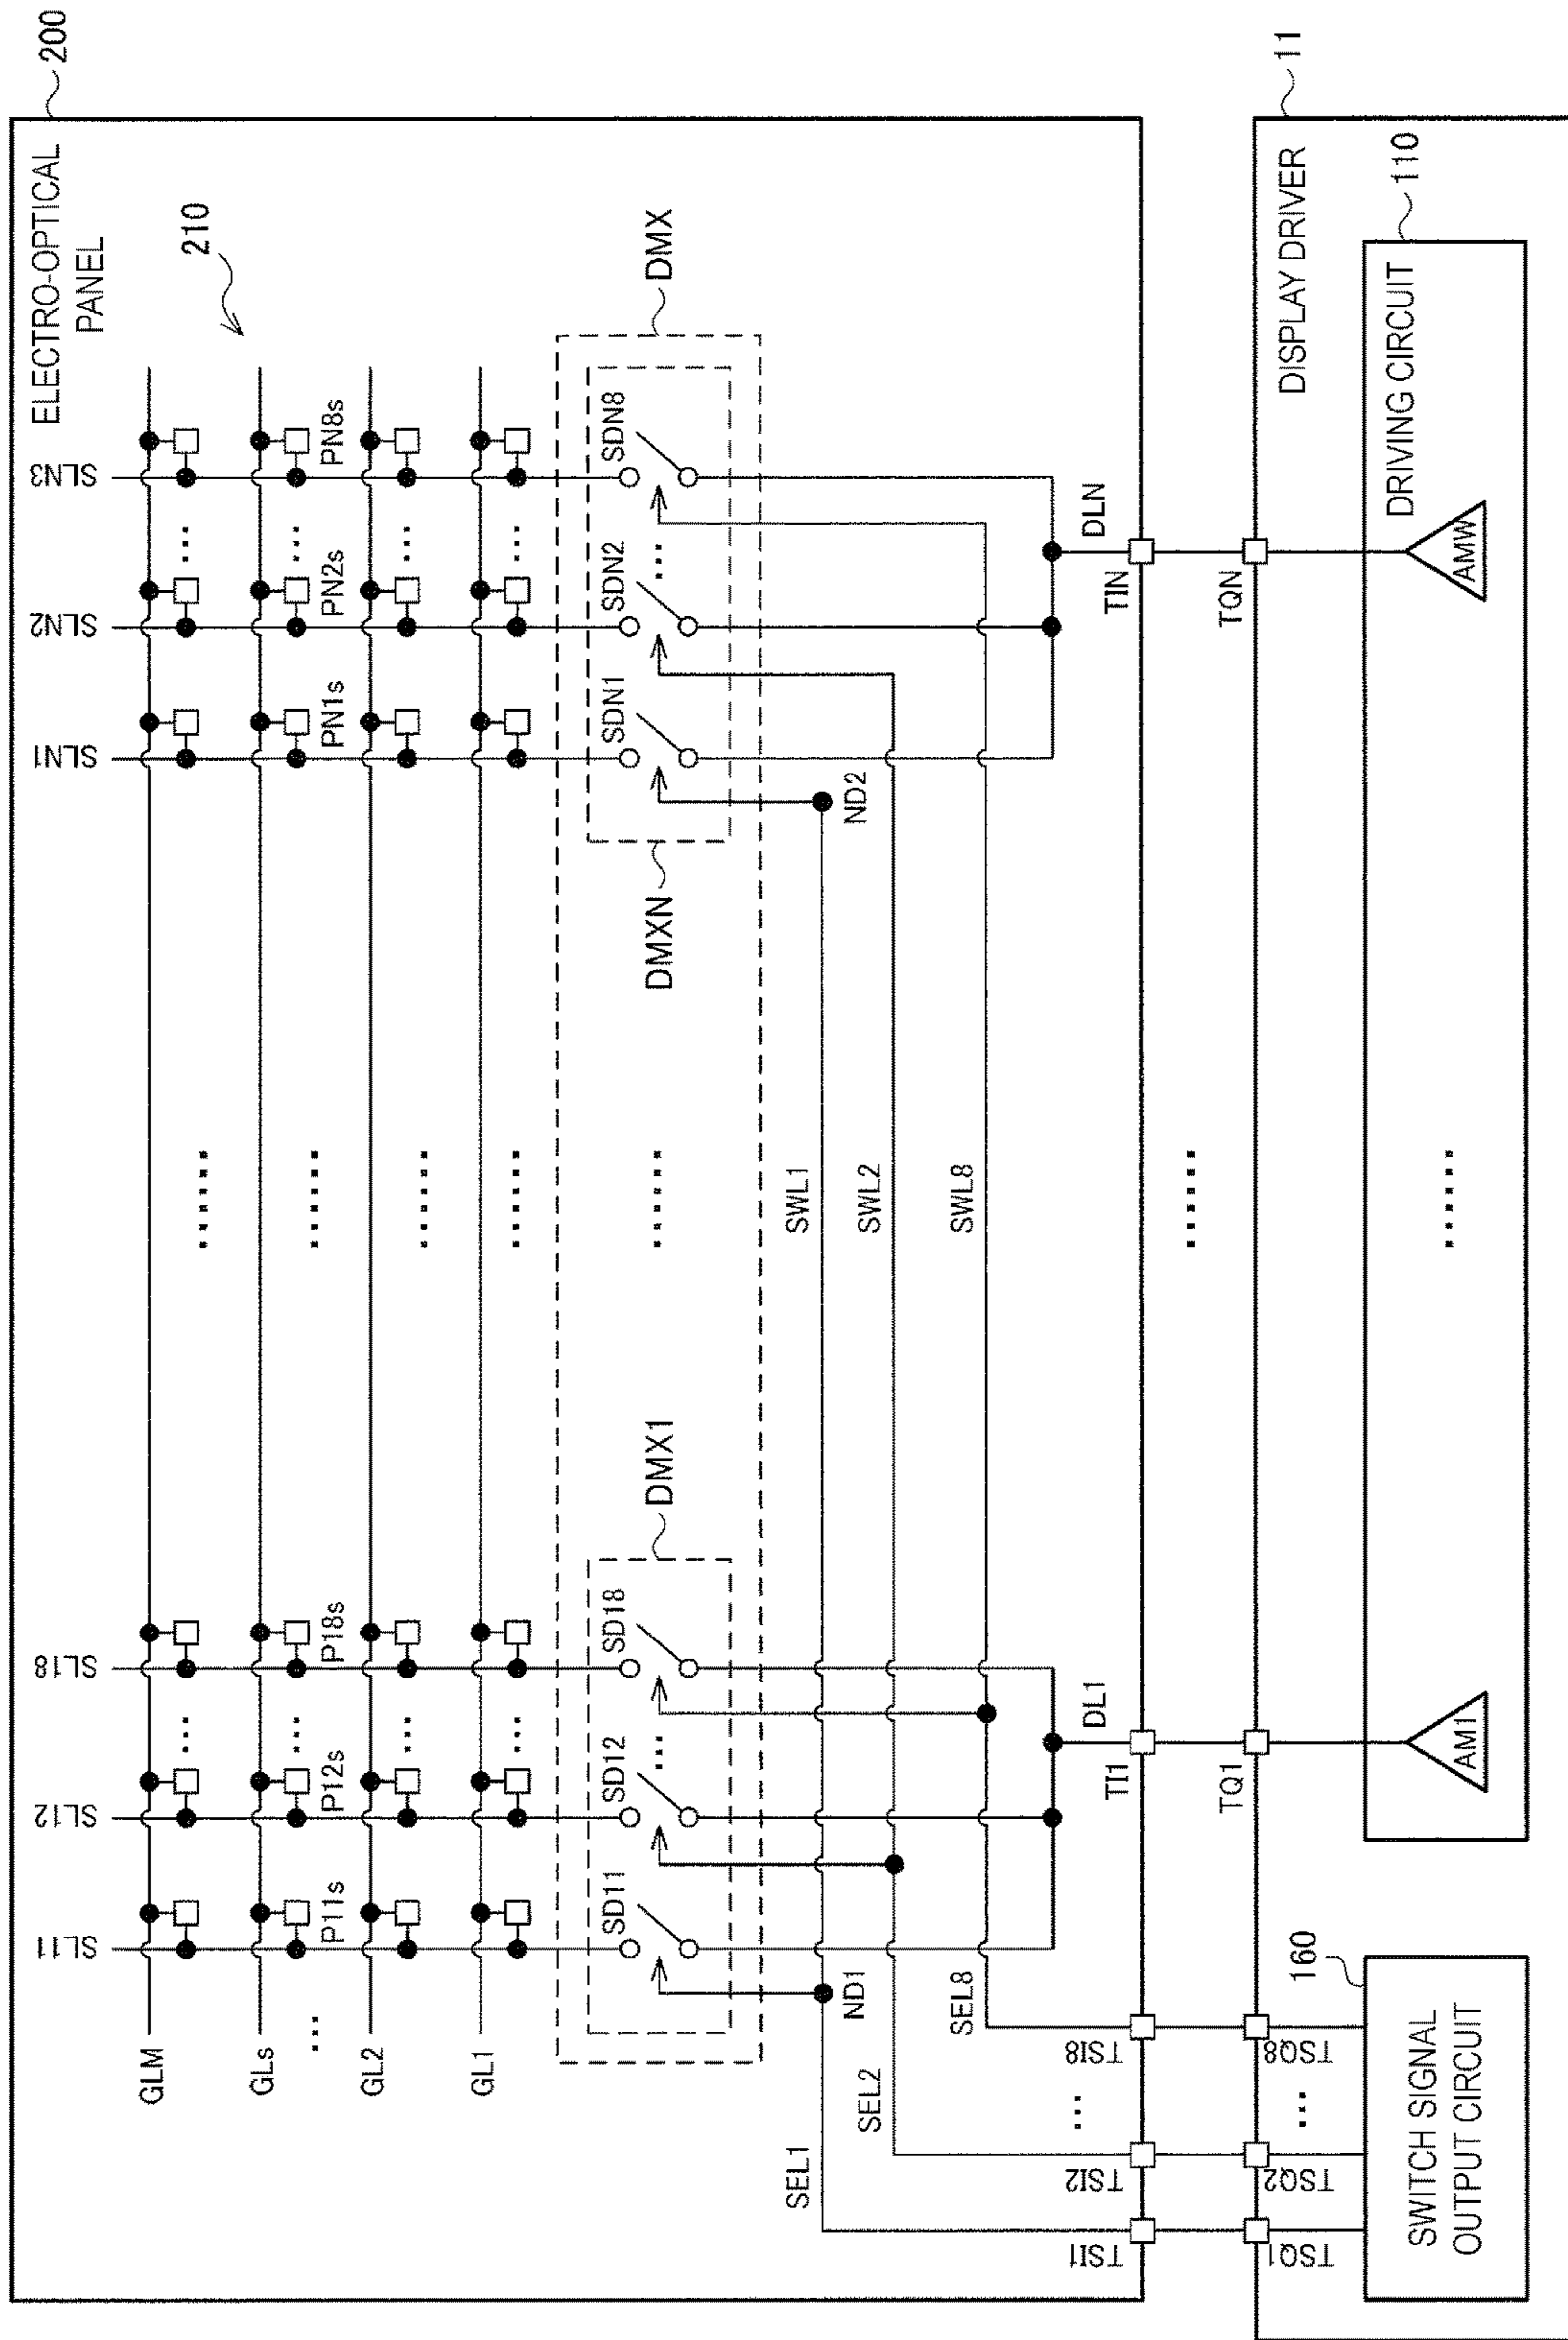 200
ELECTRO-OPTICAL
PANEL
210
SL11
SL12
SL18
SLN1
SLN2
SLN3
GLM
GLs
...
GL2
GL1
P11s
P12s
P18s
PN1s
PN2s
PN8s
DMX
DMX1
DMXN
SD11
SD12
SD18
SDN1
SDN2
SDN8
ND1
ND2
SEL1
SEL2
SEL8
SWL1
SWL2
SWL8
DL1
DLN
TSI1
TSI2
...
TSI8
TI1
TIN
TSQ1
TSQ2
...
TSQ8
TQ1
TQN
11
DISPLAY DRIVER
160
SWITCH SIGNAL
OUTPUT CIRCUIT
110
DRIVING CIRCUIT
AM1
AMW